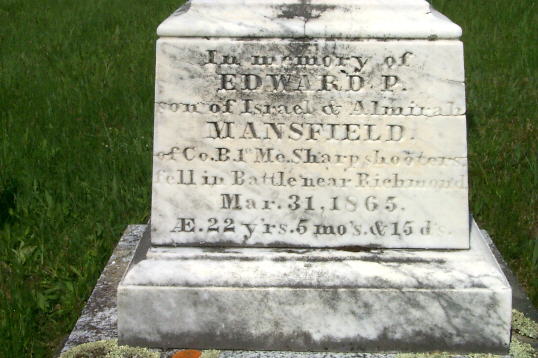 In memory of
EDWARD P.
son of Israel & Almirah
MANSFIELD
of Co. B. 1st Me. Sharpshooters
fell in Battle near Richmond
Mar. 31, 1865.
Æ. 22 yrs. 5 mo's. & 15 d's.